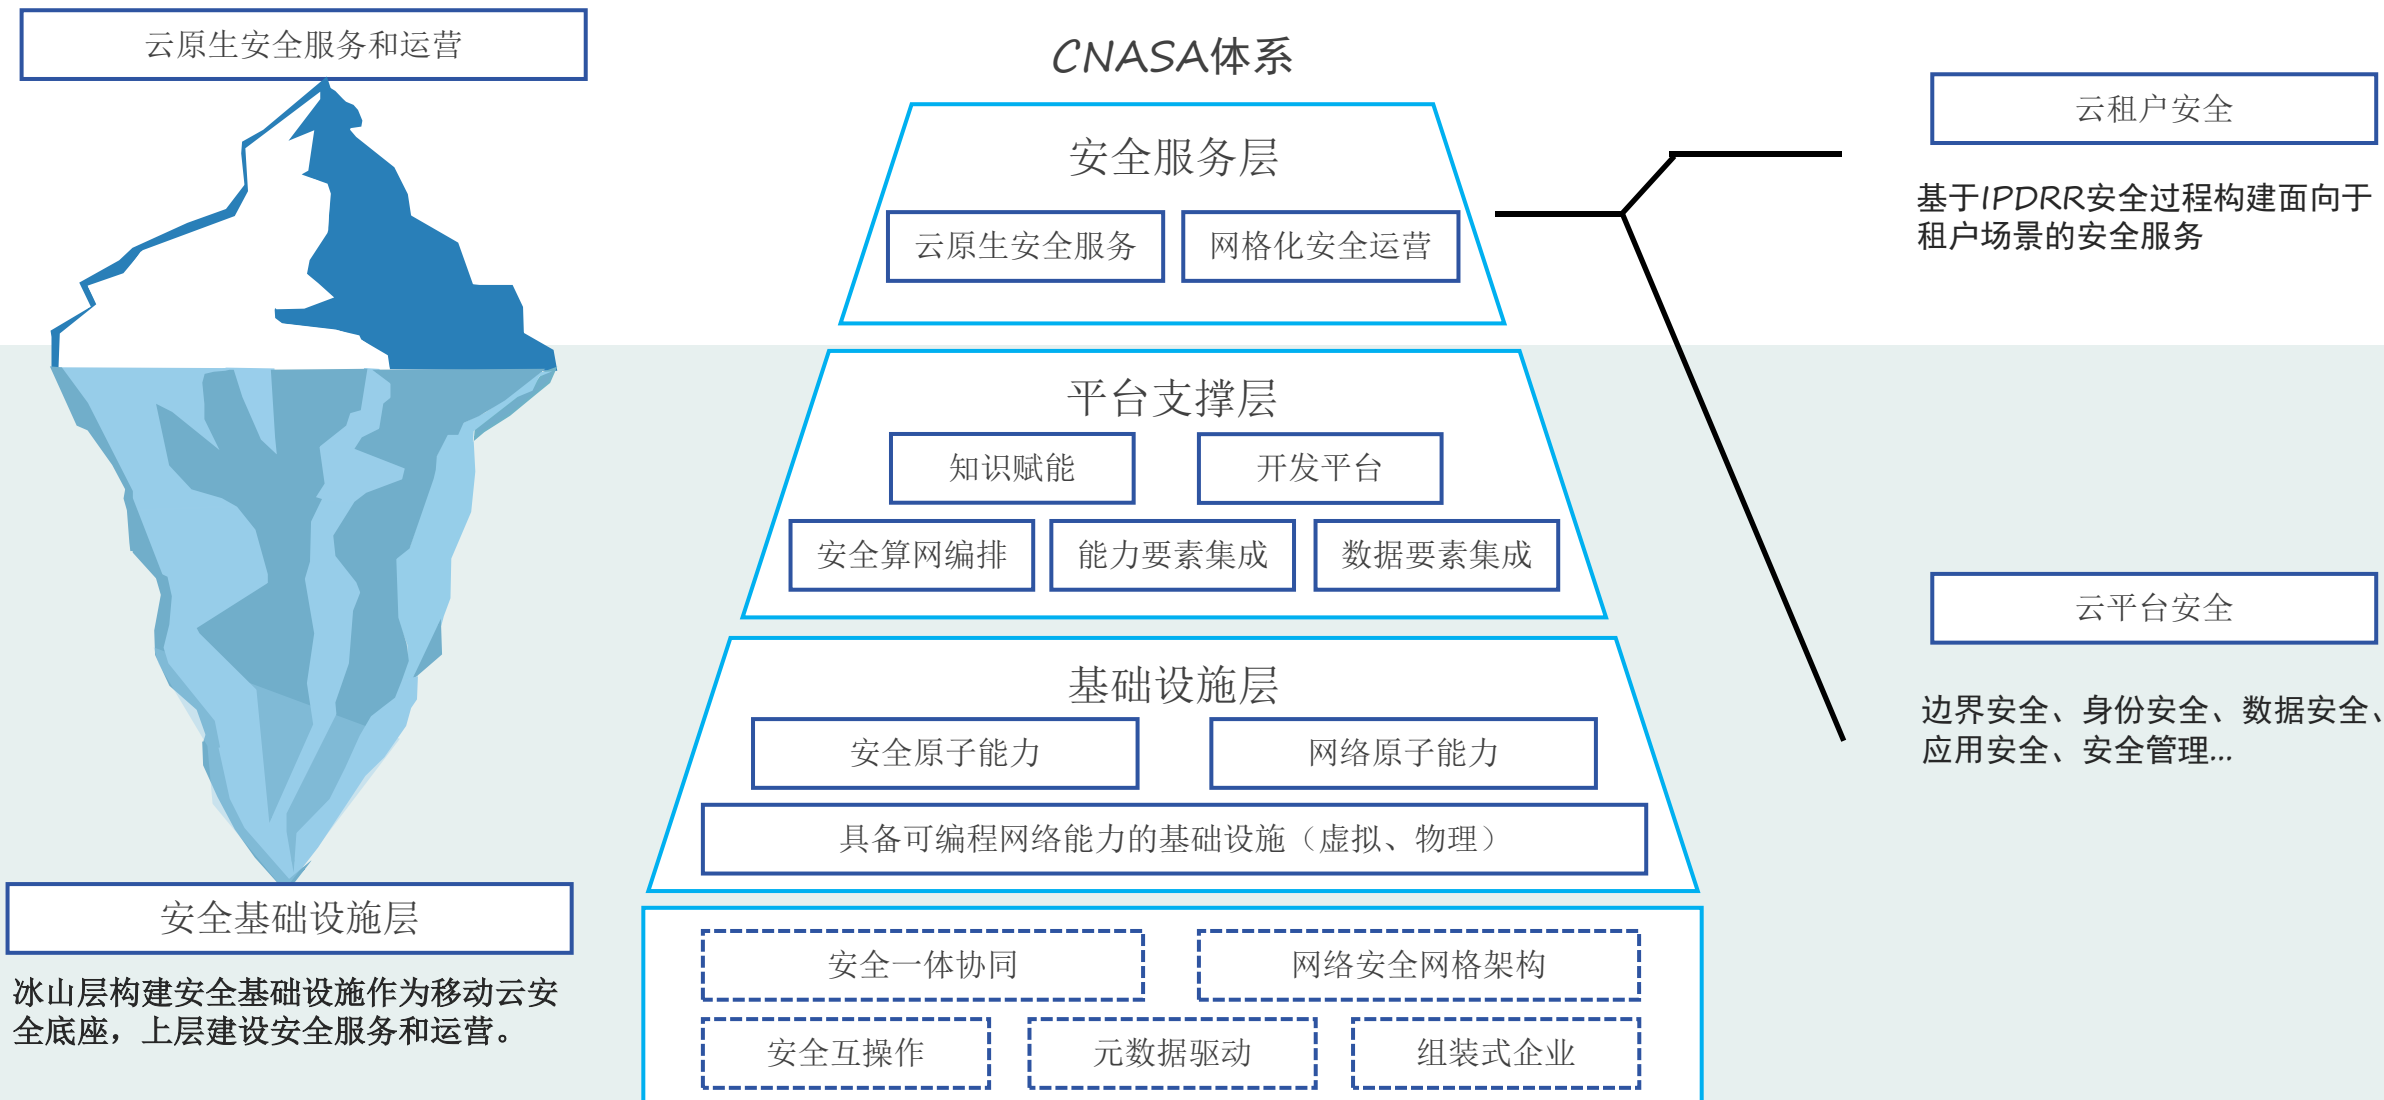 云原生安全服务和运营
CNASA体系
安全服务层
云原生安全服务
网格化安全运营
平台支撑层
知识赋能
开发平台
安全算网编排
能力要素集成
数据要素集成
基础设施层
安全原子能力
网络原子能力
具备可编程网络能力的基础设施（虚拟、物理）
安全一体协同
网络安全网格架构
安全互操作
元数据驱动
组装式企业
安全基础设施层
冰山层构建安全基础设施作为移动云安
全底座，上层建设安全服务和运营。
云租户安全
基于IPDRR安全过程构建面向于
租户场景的安全服务
云平台安全
边界安全、身份安全、数据安全、
应用安全、安全管理...